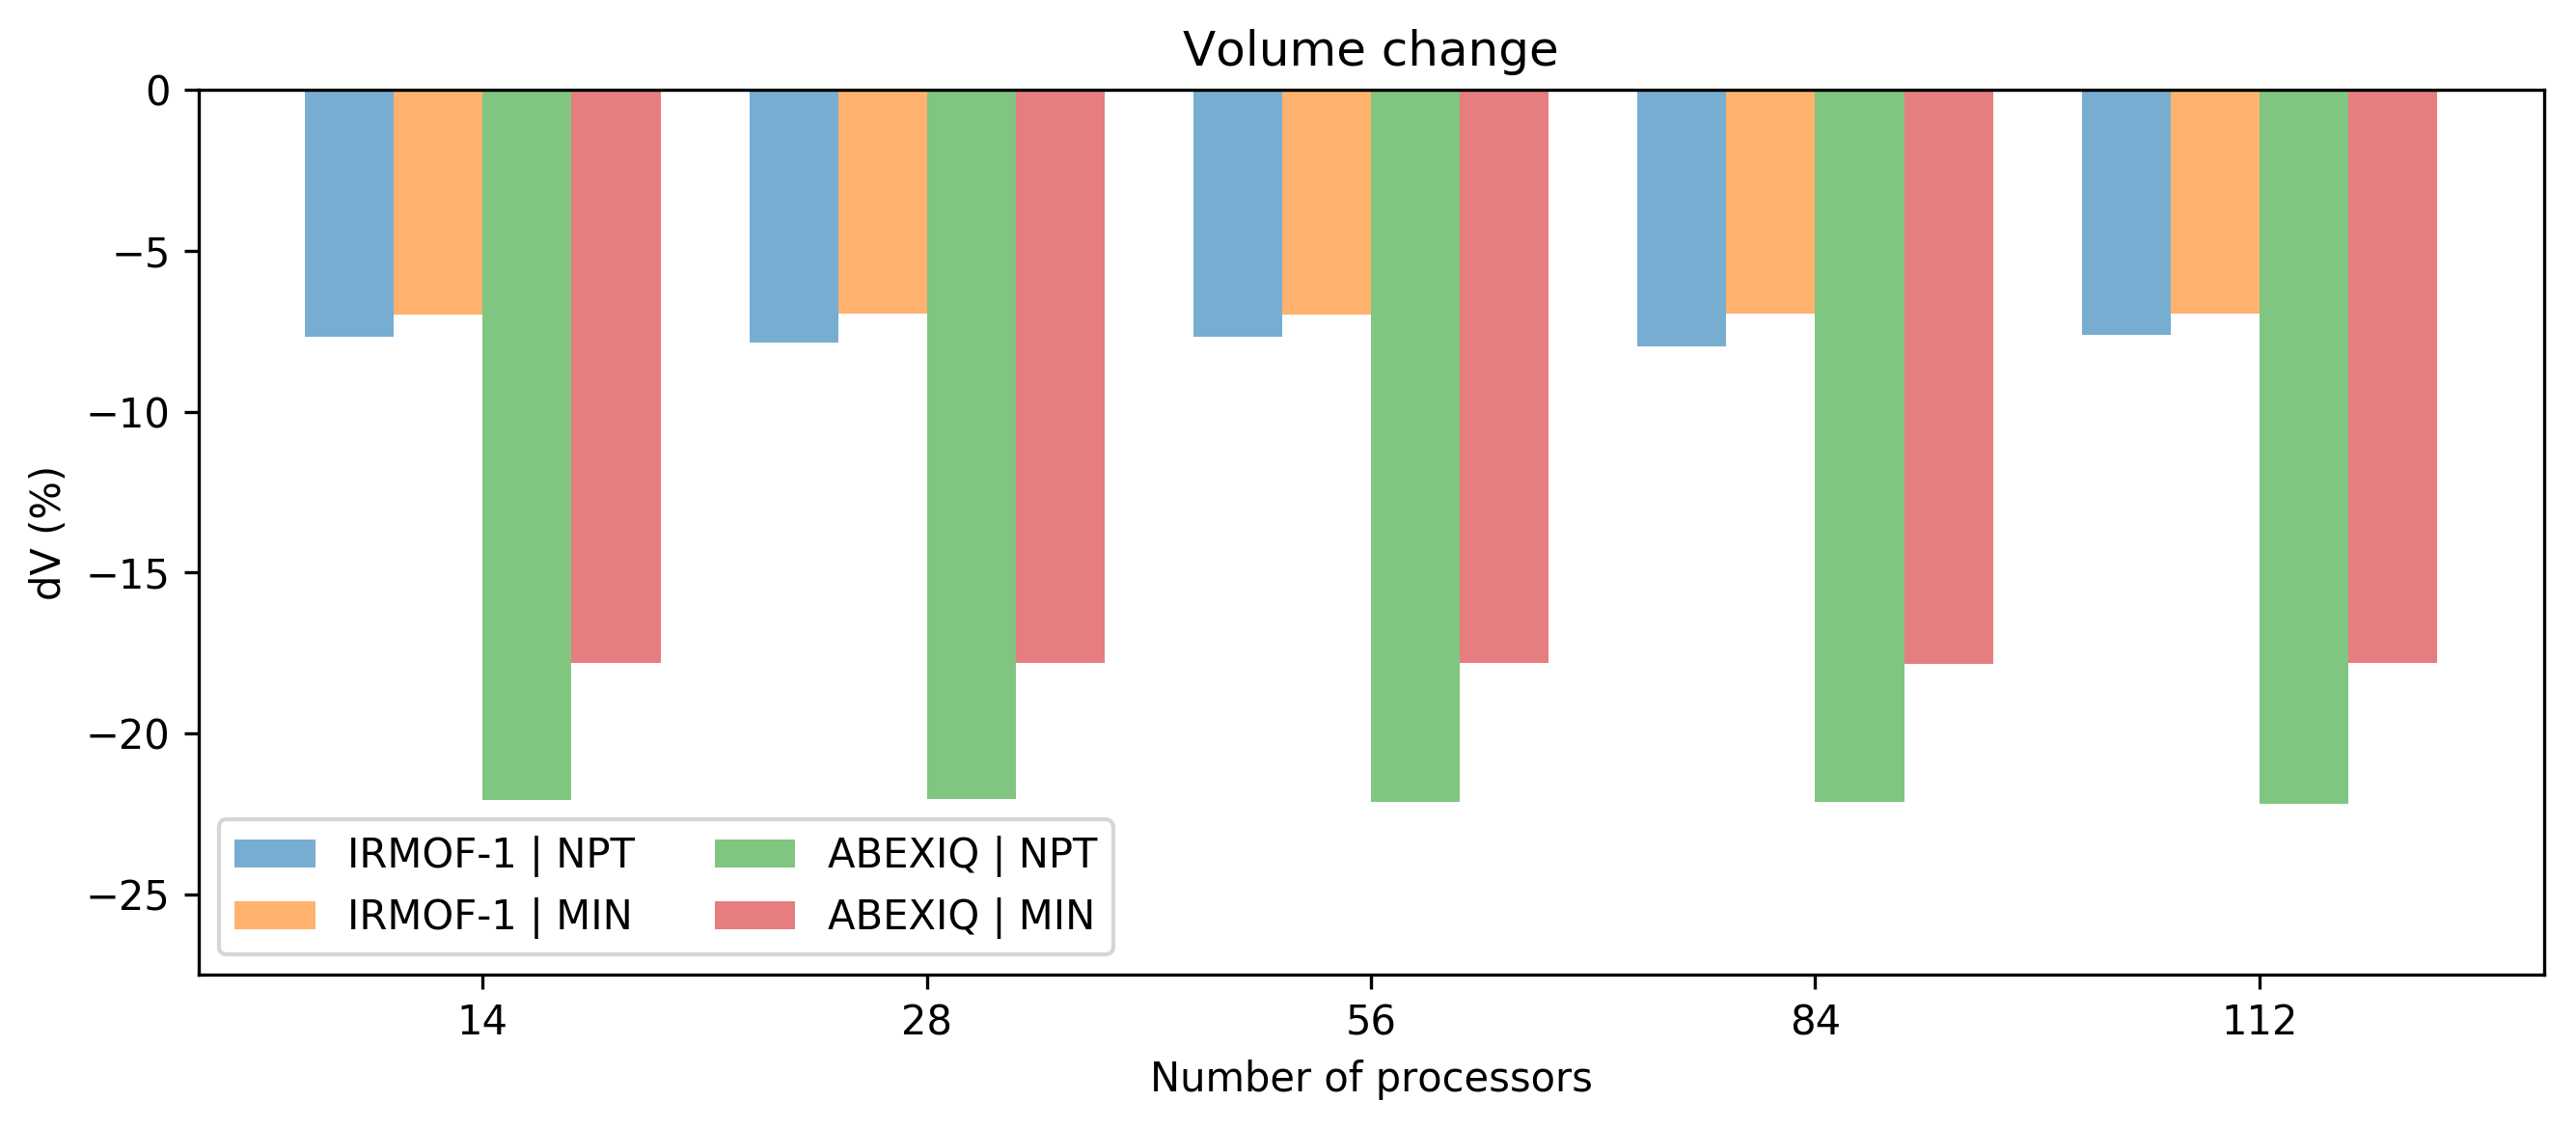 Volume change
0
−5
−10
−15
−20
−25
dV (%)
IRMOF-1 | NPT
IRMOF-1 | MIN
ABEXIQ | NPT
ABEXIQ | MIN
14 28 56 84 112
Number of processors